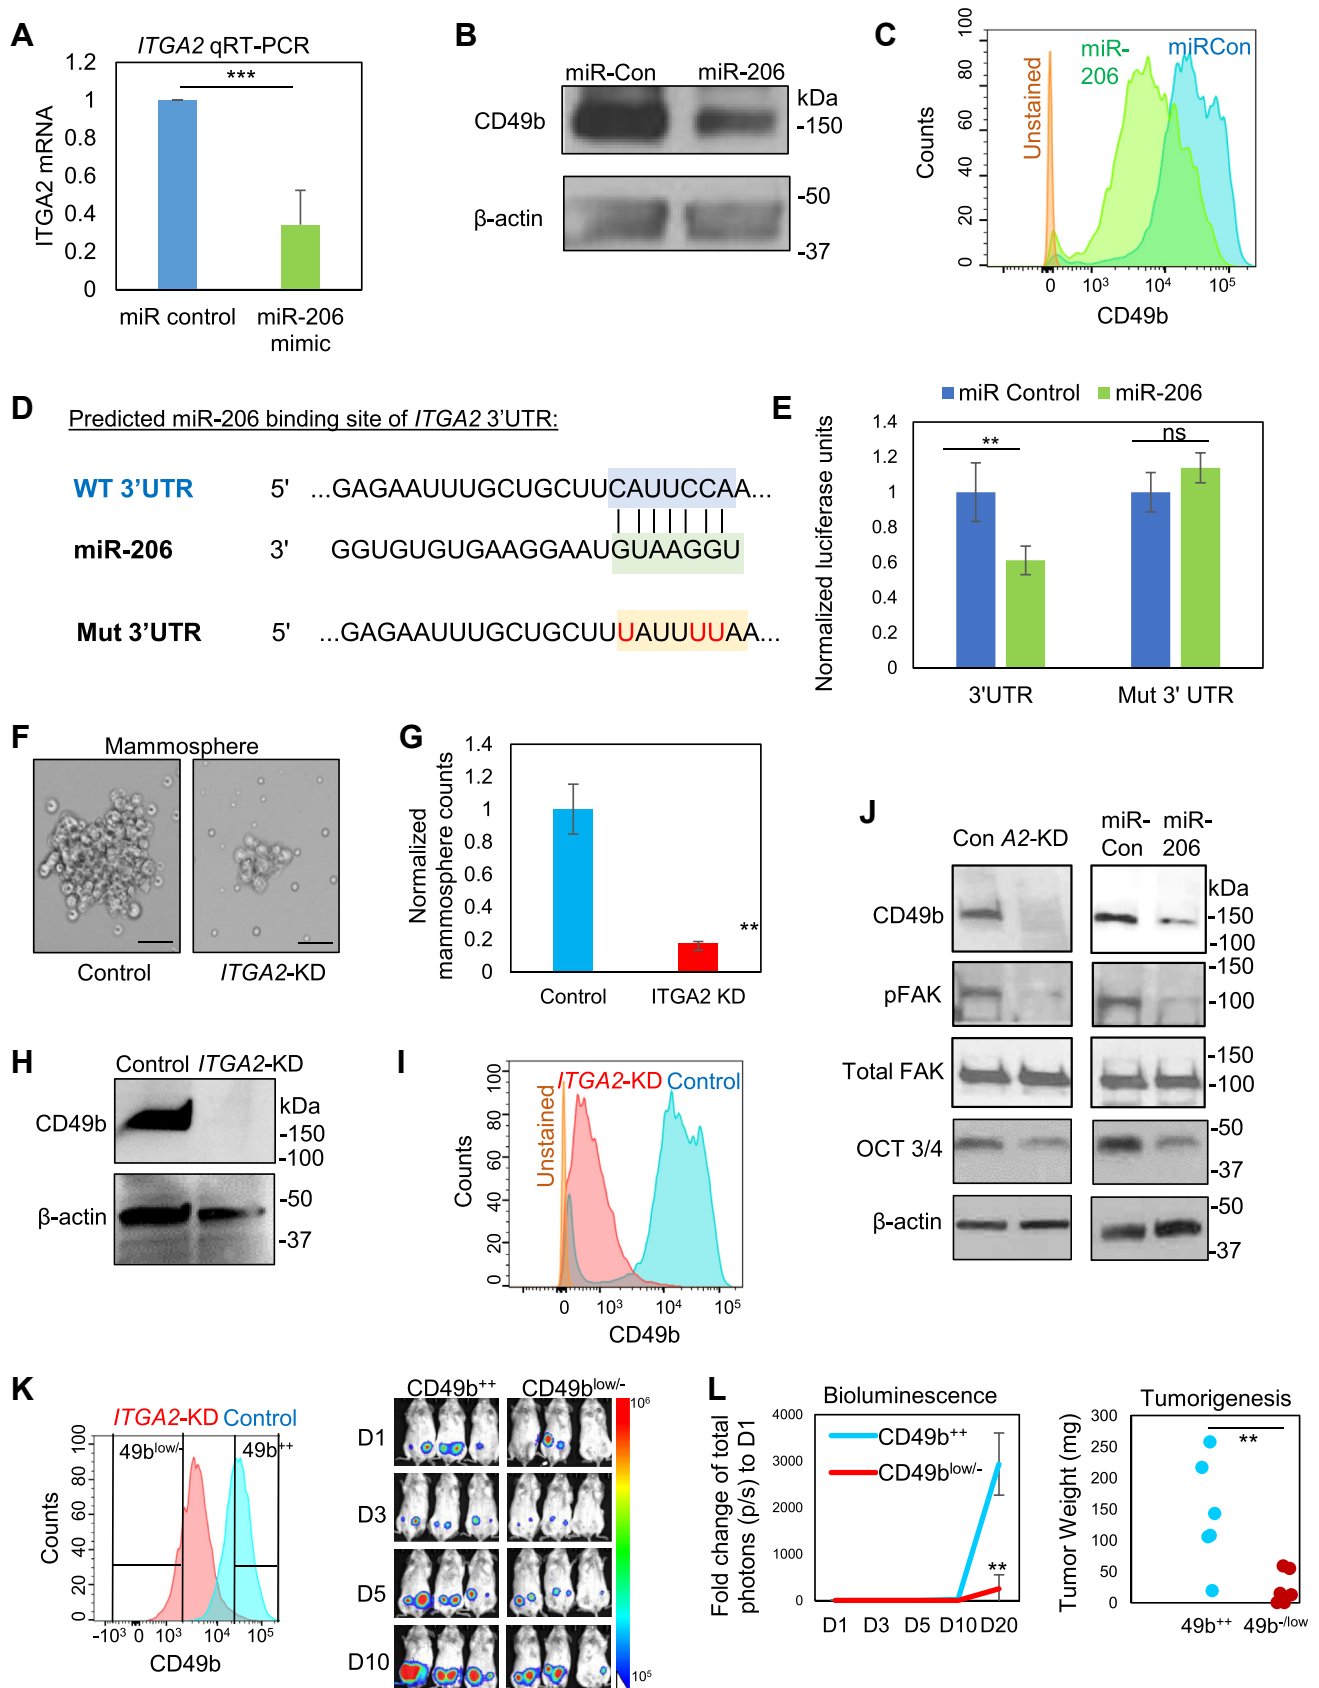 A
ITGA2 qRT-PCR
ITGA2 mRNA
1.2
1
0.8
0.6
0.4
0.2
0
***
miR control
miR-206
mimic
B
miR-Con miR-206
kDa
CD49b
-150
β-actin
-50
-37
C
Counts
100
80
60
40
20
0
Unstained
miR-
206
miRCon
0 10³ 10⁴ 10⁵
CD49b
D
Predicted miR-206 binding site of ITGA2 3’UTR:
WT 3’UTR 5' ...GAGAAUUUGCUGCUUCAUUCCAA...
miR-206 3' GGUGUGUGAAGGAAUGUAAGGU
Mut 3’UTR 5' ...GAGAAUUUGCUGCUUUAUUUUAA...
E
miR Control miR-206
Normalized luciferase units
1.4
1.2
1
0.8
0.6
0.4
0.2
0
**
ns
3'UTR Mut 3' UTR
F
Mammosphere
Control ITGA2-KD
G
Normalized
mammosphere counts
1.4
1.2
1
0.8
0.6
0.4
0.2
0
**
Control ITGA2 KD
H
Control ITGA2-KD
kDa
CD49b
-150
-100
β-actin
-50
-37
I
Counts
100
80
60
40
20
0
Unstained
ITGA2-KD Control
0 10³ 10⁴ 10⁵
CD49b
J
Con A2-KD
miR-
Con
miR-
206
kDa
CD49b
-150
-100
pFAK
-150
-100
Total FAK
-150
-100
OCT 3/4
-50
-37
β-actin
-50
-37
K
ITGA2-KD Control
49b^low/- 49b⁺⁺
Counts
100
80
60
40
20
0
-10³ 0 10³ 10⁴ 10⁵
CD49b
CD49b⁺⁺ CD49b^low/-
D1
D3
D5
D10
10⁶
10⁵
L
Bioluminescence
Fold change of total
photons (p/s) to D1
4000
3000
2000
1000
0
CD49b⁺⁺
CD49b^low/-
**
D1 D3 D5 D10 D20
Tumorigenesis
Tumor Weight (mg)
300
250
200
150
100
50
0
**
49b⁺⁺ 49b^-/low